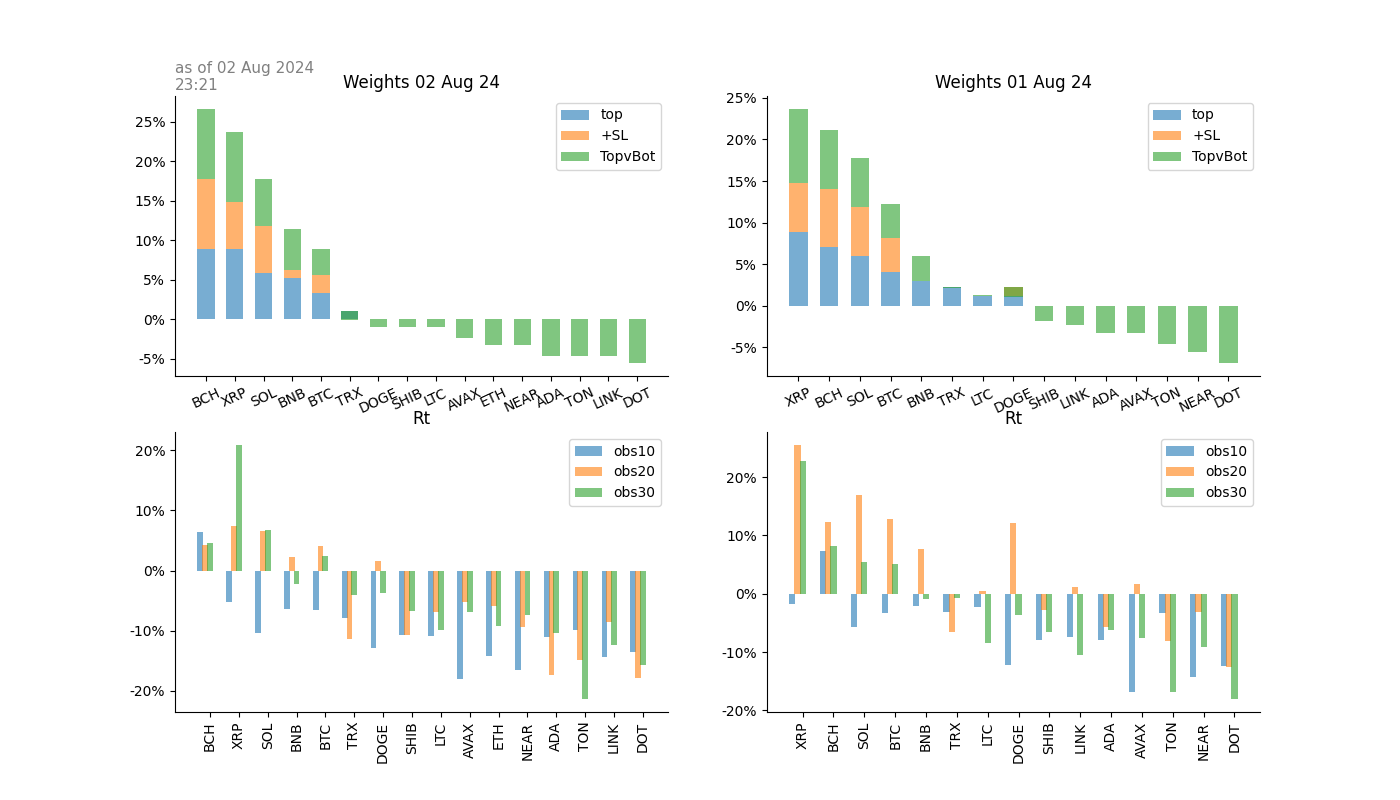 as of 02 Aug 2024
23:21
Weights 02 Aug 24
25%
20%
15%
10%
5%
0%
-5%
top
+SL
TopvBot
BCH XRP SOL BNB BTC TRX DOGE SHIB LTC AVAX ETH NEAR ADA TON LINK DOT
Weights 01 Aug 24
25%
20%
15%
10%
5%
0%
-5%
top
+SL
TopvBot
XRP BCH SOL BTC BNB TRX LTC DOGE SHIB LINK ADA AVAX TON NEAR DOT
Rt
20%
10%
0%
-10%
-20%
obs10
obs20
obs30
BCH XRP SOL BNB BTC TRX DOGE SHIB LTC AVAX ETH NEAR ADA TON LINK DOT
Rt
20%
10%
0%
-10%
-20%
obs10
obs20
obs30
XRP BCH SOL BTC BNB TRX LTC DOGE SHIB LINK ADA AVAX TON NEAR DOT